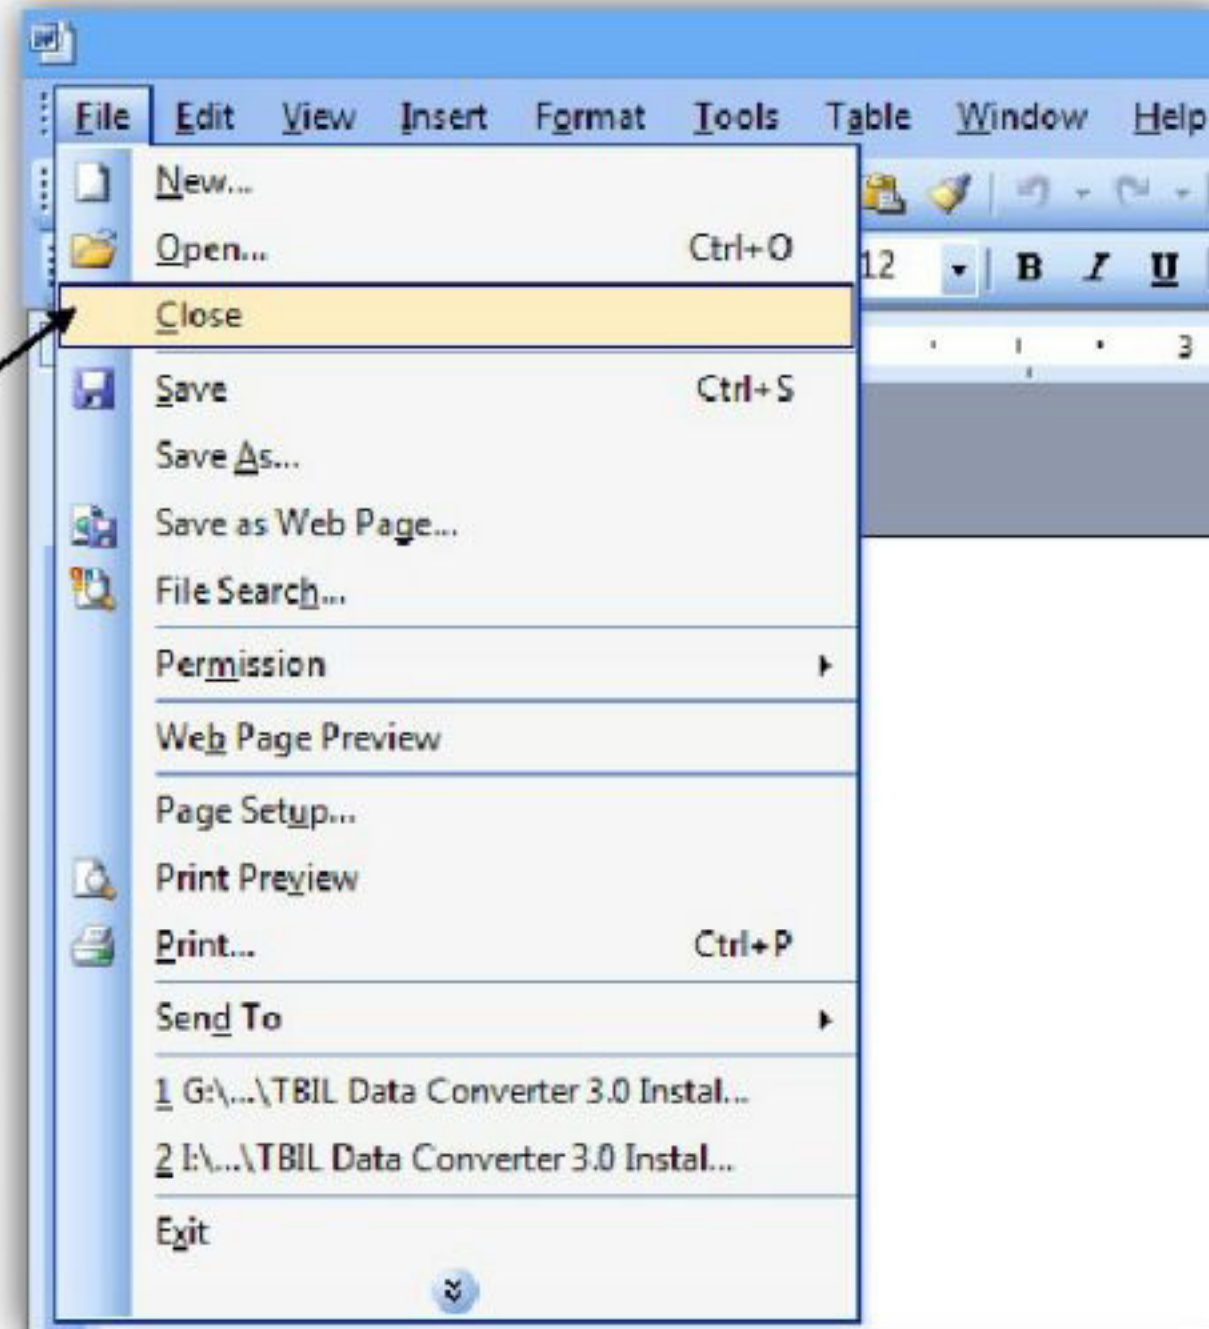 File Edit View Insert Format Tools Table Window Help
New...
Open... Ctrl+O
12 B I U
Close
3
Save Ctrl+S
Save As...
Save as Web Page...
File Search...
Permission
Web Page Preview
Page Setup...
Print Preview
Print... Ctrl+P
Send To
1 G:\...\TBIL Data Converter 3.0 Instal...
2 I:\...\TBIL Data Converter 3.0 Instal...
Exit